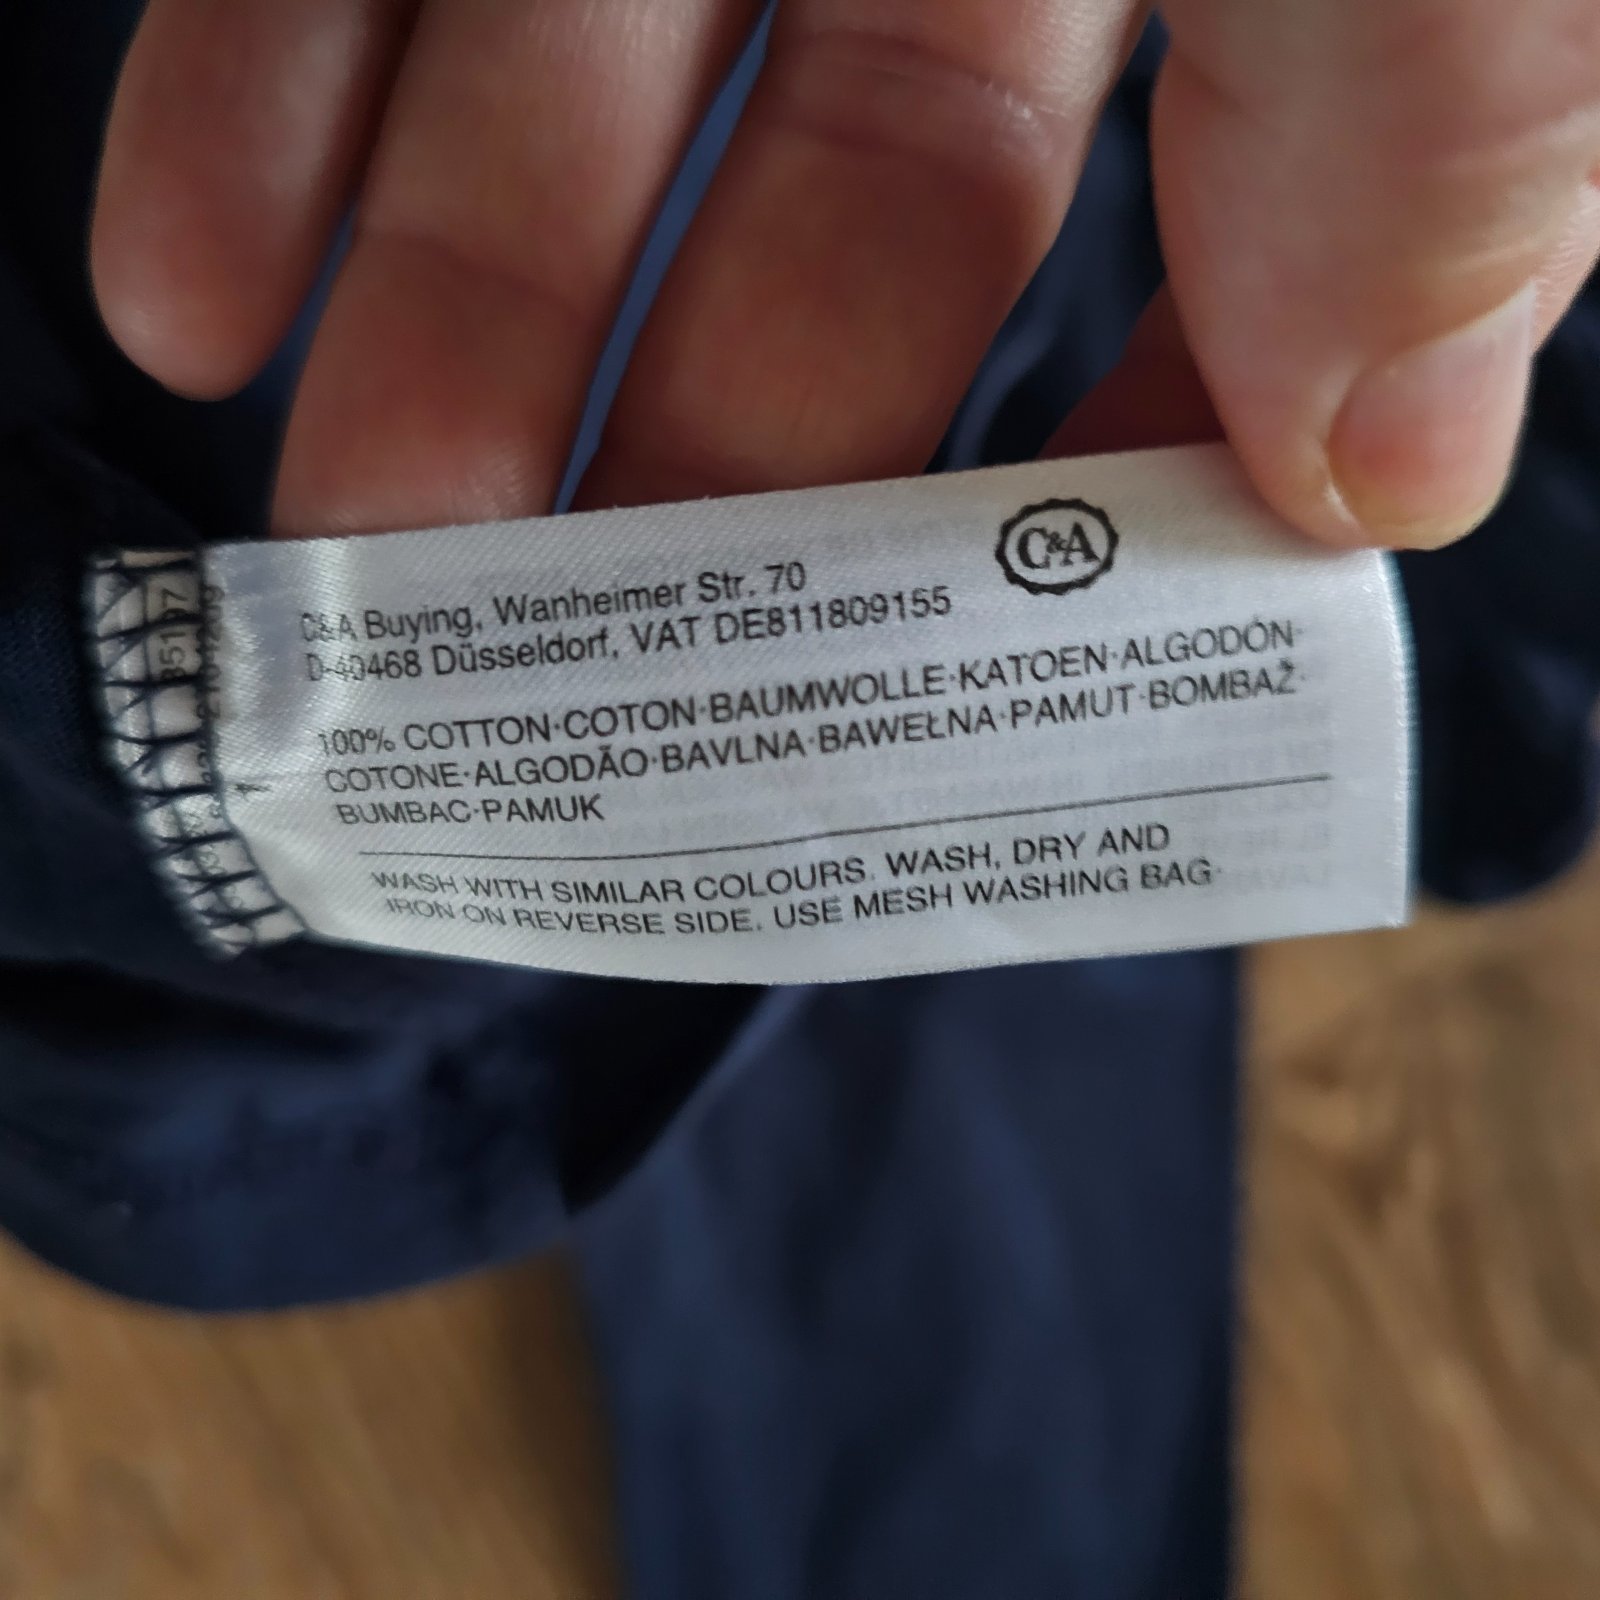 C&A
C&A Buying, Wanheimer Str. 70
D-40468 Düsseldorf, VAT DE811809155
100% COTTON·COTON·BAUMWOLLE·KATOEN·ALGODÓN·
COTONE·ALGODÃO·BAVLNA·BAWEŁNA·PAMUT·BOMBAŽ·
BUMBAC·PAMUK
WASH WITH SIMILAR COLOURS. WASH, DRY AND
IRON ON REVERSE SIDE. USE MESH WASHING BAG·